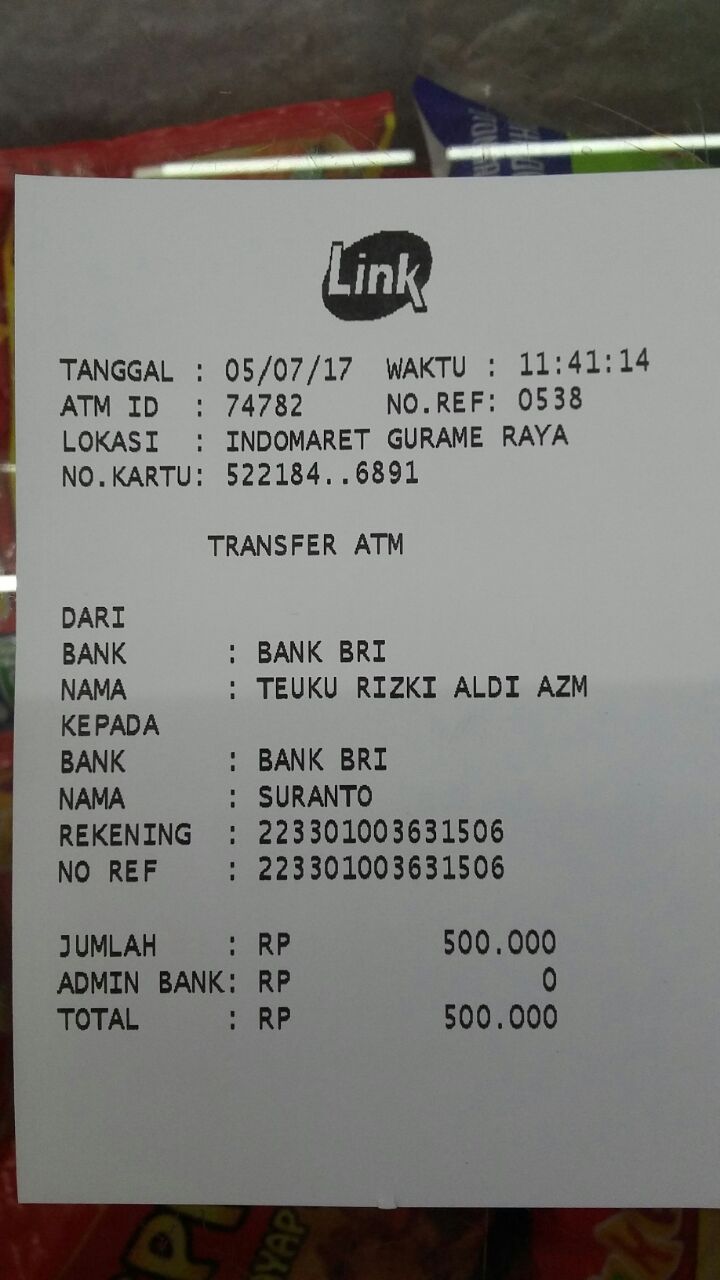 Link
TANGGAL : 05/07/17 WAKTU : 11:41:14
ATM ID : 74782 NO.REF: 0538
LOKASI : INDOMARET GURAME RAYA
NO.KARTU: 522184..6891
TRANSFER ATM
DARI
BANK : BANK BRI
NAMA : TEUKU RIZKI ALDI AZM
KEPADA
BANK : BANK BRI
NAMA : SURANTO
REKENING : 223301003631506
NO REF : 223301003631506
JUMLAH : RP 500.000
ADMIN BANK: RP 0
TOTAL : RP 500.000